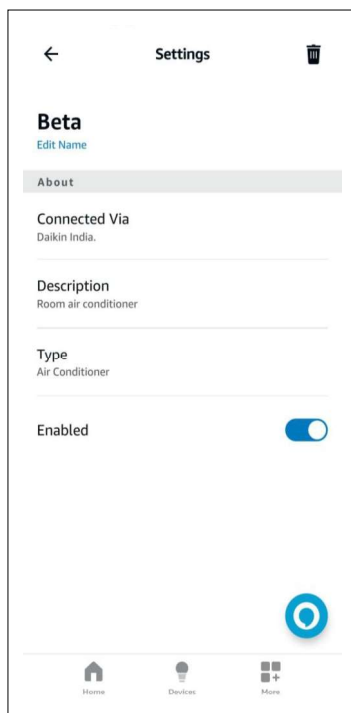 Settings
Beta
Edit Name
About
Connected Via
Daikin India.
Description
Room air conditioner
Type
Air Conditioner
Enabled
Home
Devices
More